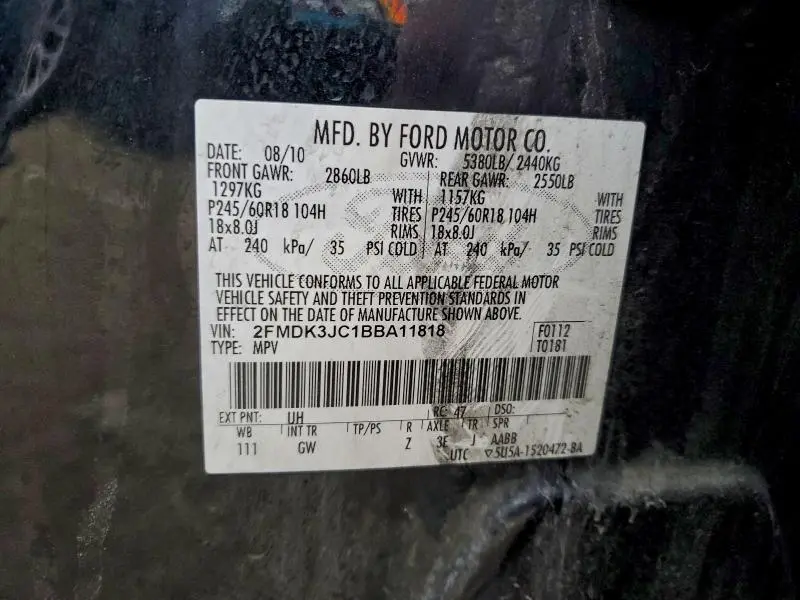 MFD. BY FORD MOTOR CO.
DATE: 08/10 GVWR: 5380LB/ 2440KG
FRONT GAWR: 2860LB REAR GAWR: 2550LB
1297KG WITH 1157KG WITH
P245/60R18 104H TIRES P245/60R18 104H TIRES
18x8.0J RIMS 18x8.0J RIMS
AT 240 kPa/ 35 PSI COLD AT 240 kPa/ 35 PSI COLD
THIS VEHICLE CONFORMS TO ALL APPLICABLE FEDERAL MOTOR
VEHICLE SAFETY AND THEFT PREVENTION STANDARDS IN
EFFECT ON THE DATE OF MANUFACTURE SHOWN ABOVE.
VIN: 2FMDK3JC1BBA11818 F0112
TYPE: MPV T0181
EXT PNT: UH RC: 47 DSO:
WB INT TR TP/PS R AXLE TR SPR
111 GW Z 3E J AABB
UTC ▽5U5A-1520472-BA